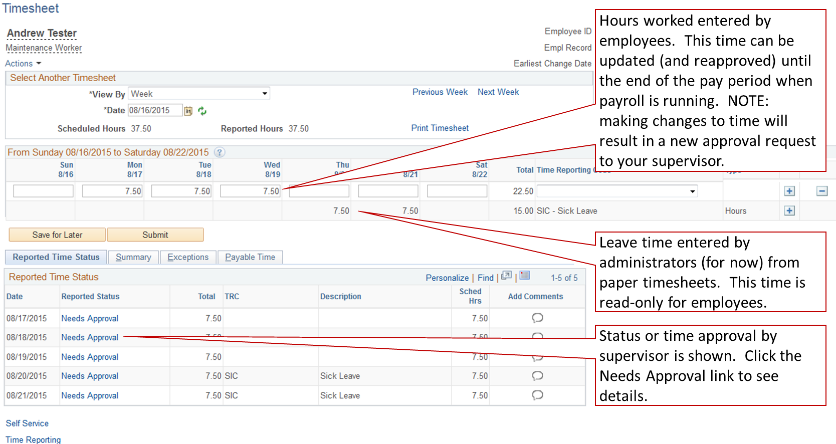 Timesheet
Andrew Tester
Maintenance Worker
Actions
Employee ID
Empl Record
Earliest Change Date
Select Another Timesheet
*View By Week
Previous Week Next Week
*Date 08/16/2015
Scheduled Hours 37.50 Reported Hours 37.50 Print Timesheet
From Sunday 08/16/2015 to Saturday 08/22/2015
Sun Mon Tue Wed Thu Sat
8/16 8/17 8/18 8/19 8/21 8/22 Total Time Reporting
7.50 7.50 7.50 22.50
7.50 7.50 15.00 SIC - Sick Leave Hours
Save for Later Submit
Reported Time Status Summary Exceptions Payable Time
Reported Time Status Personalize | Find | 1-5 of 5
Date Reported Status Total TRC Description Sched Hrs Add Comments
08/17/2015 Needs Approval 7.50 7.50
08/18/2015 Needs Approval 7.50 7.50
08/19/2015 Needs Approval 7.50 7.50
08/20/2015 Needs Approval 7.50 SIC Sick Leave 7.50
08/21/2015 Needs Approval 7.50 SIC Sick Leave 7.50
Self Service
Time Reporting
Hours worked entered by
employees. This time can be
updated (and reapproved) until
the end of the pay period when
payroll is running. NOTE:
making changes to time will
result in a new approval request
to your supervisor.
Leave time entered by
administrators (for now) from
paper timesheets. This time is
read-only for employees.
Status or time approval by
supervisor is shown. Click the
Needs Approval link to see
details.